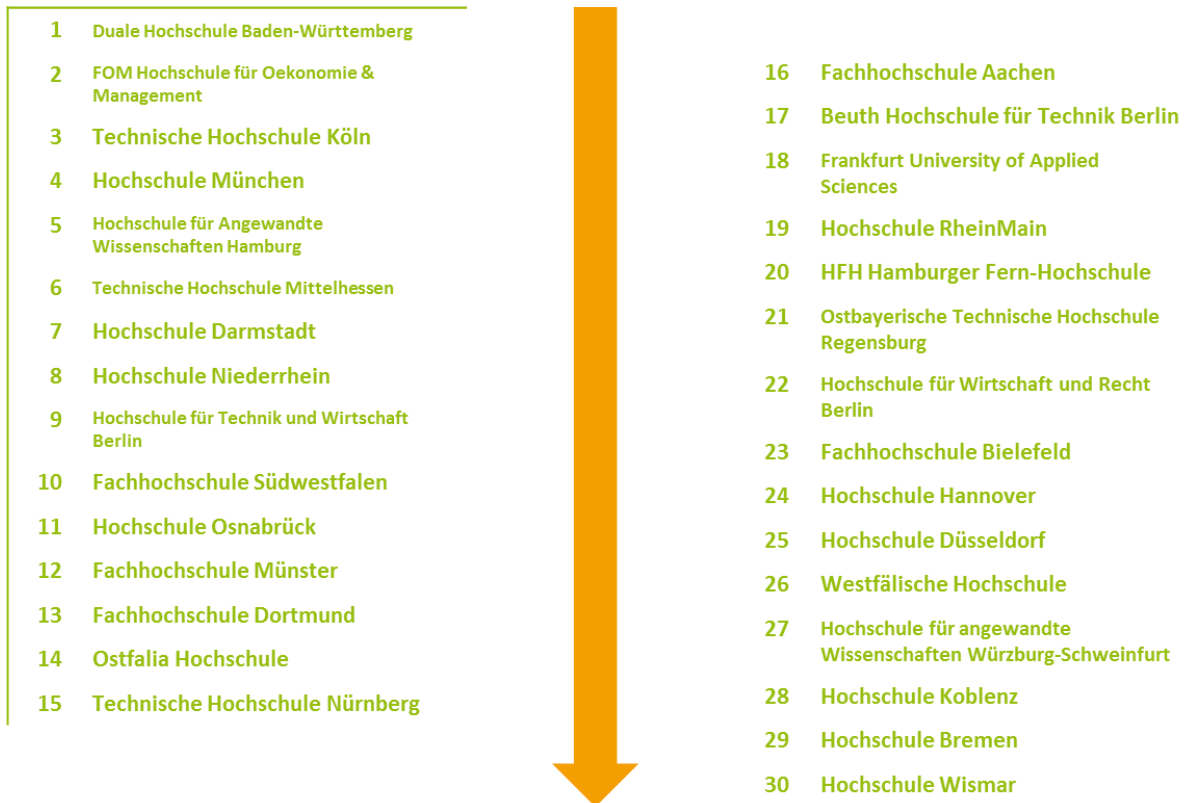 1 Duale Hochschule Baden-Württemberg
2 FOM Hochschule für Oekonomie &
Management
3 Technische Hochschule Köln
4 Hochschule München
5 Hochschule für Angewandte
Wissenschaften Hamburg
6 Technische Hochschule Mittelhessen
7 Hochschule Darmstadt
8 Hochschule Niederrhein
9 Hochschule für Technik und Wirtschaft
Berlin
10 Fachhochschule Südwestfalen
11 Hochschule Osnabrück
12 Fachhochschule Münster
13 Fachhochschule Dortmund
14 Ostfalia Hochschule
15 Technische Hochschule Nürnberg
16 Fachhochschule Aachen
17 Beuth Hochschule für Technik Berlin
18 Frankfurt University of Applied
Sciences
19 Hochschule RheinMain
20 HFH Hamburger Fern-Hochschule
21 Ostbayerische Technische Hochschule
Regensburg
22 Hochschule für Wirtschaft und Recht
Berlin
23 Fachhochschule Bielefeld
24 Hochschule Hannover
25 Hochschule Düsseldorf
26 Westfälische Hochschule
27 Hochschule für angewandte
Wissenschaften Würzburg-Schweinfurt
28 Hochschule Koblenz
29 Hochschule Bremen
30 Hochschule Wismar